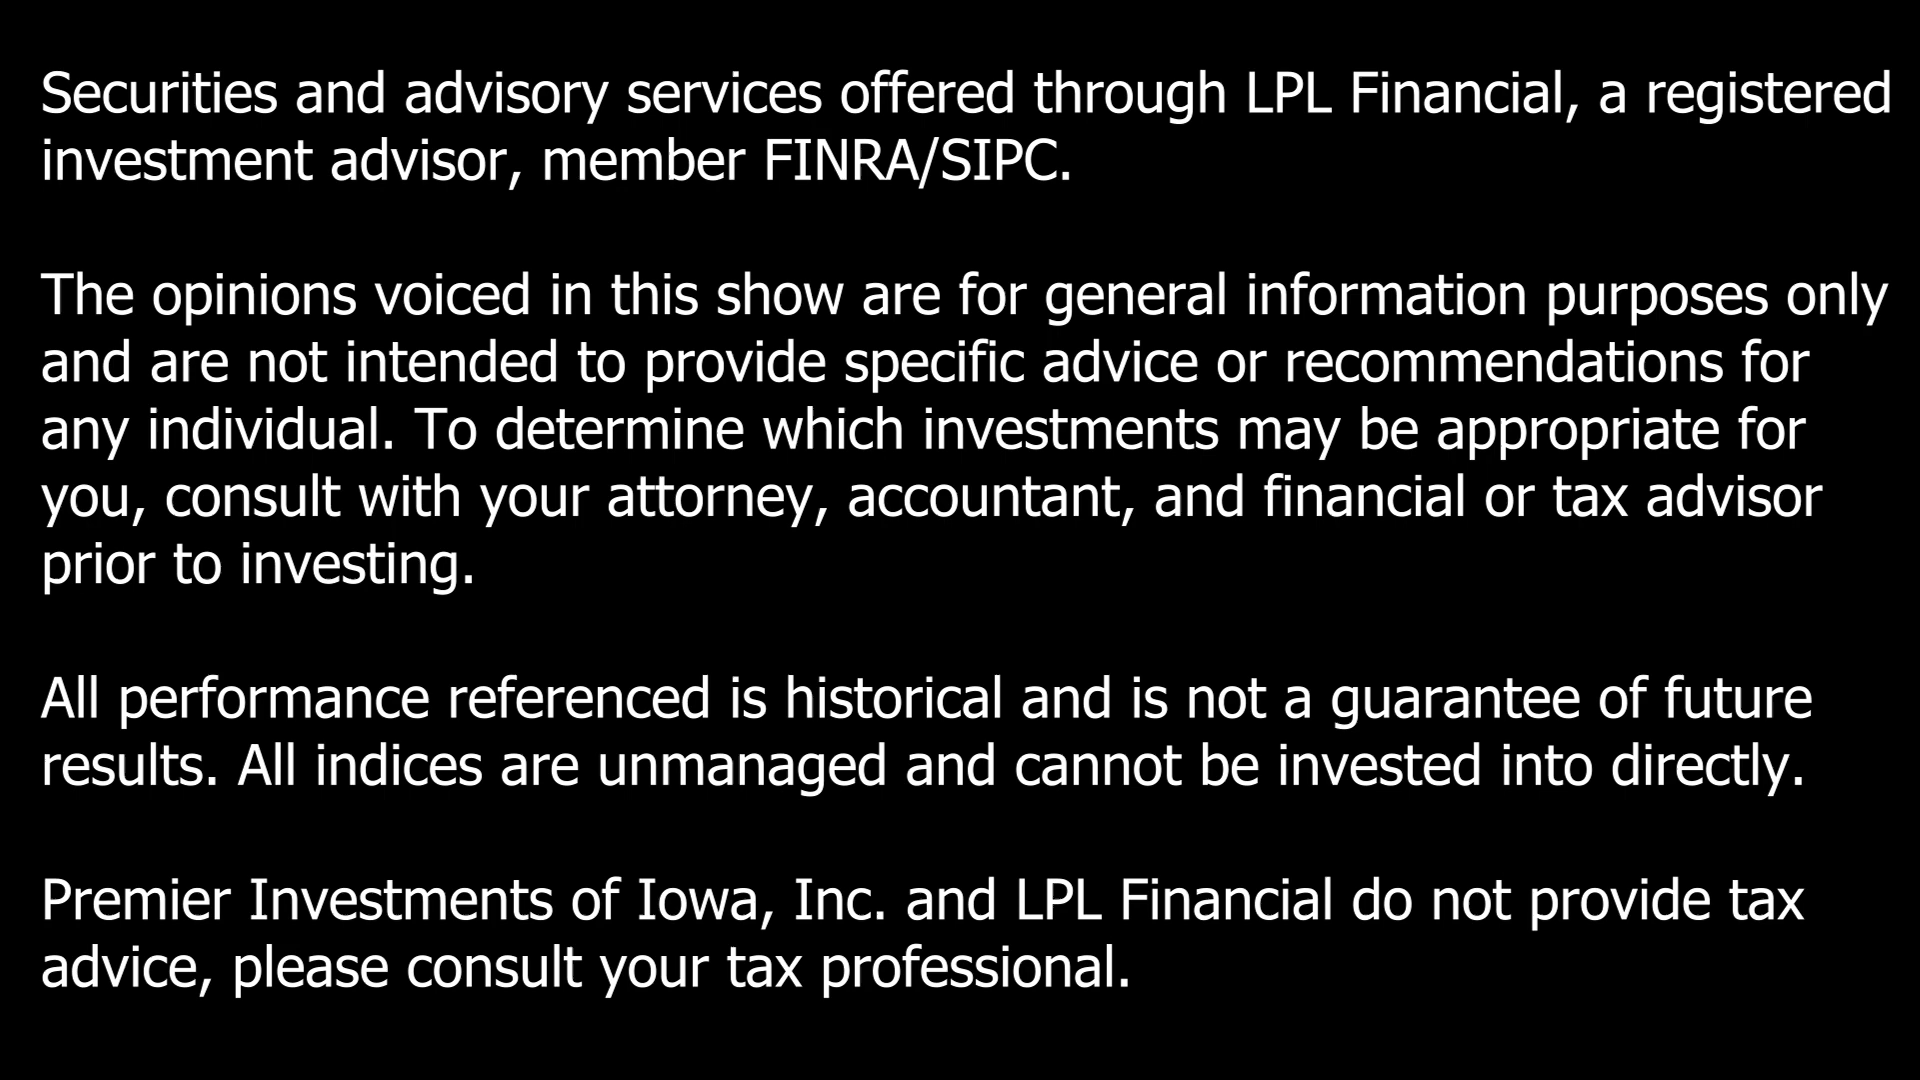 Securities and advisory services offered through LPL Financial, a registered
investment advisor, member FINRA/SIPC.
The opinions voiced in this show are for general information purposes only
and are not intended to provide specific advice or recommendations for
any individual. To determine which investments may be appropriate for
you, consult with your attorney, accountant, and financial or tax advisor
prior to investing.
All performance referenced is historical and is not a guarantee of future
results. All indices are unmanaged and cannot be invested into directly.
Premier Investments of Iowa, Inc. and LPL Financial do not provide tax
advice, please consult your tax professional.